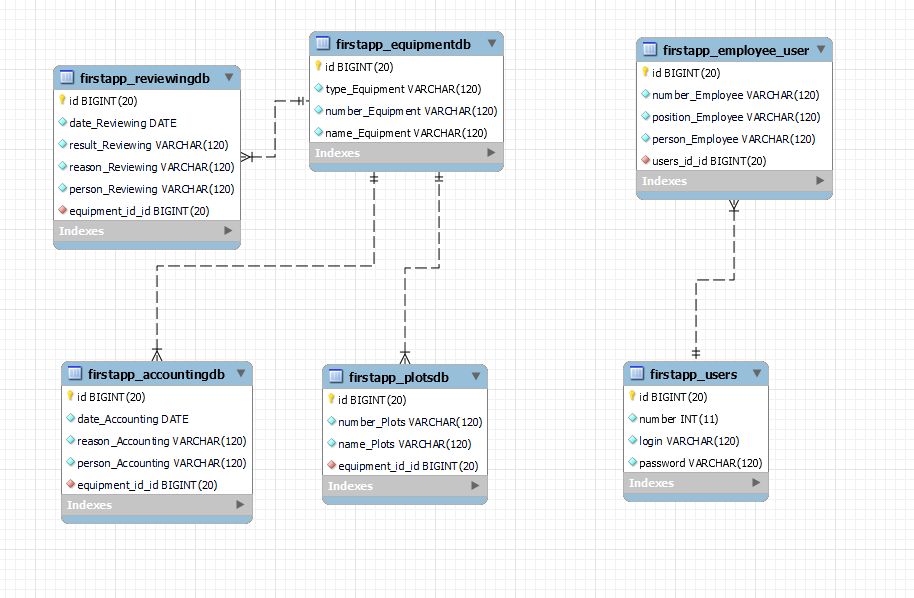 firstapp_reviewingdb
id BIGINT(20)
date_Reviewing DATE
result_Reviewing VARCHAR(120)
reason_Reviewing VARCHAR(120)
person_Reviewing VARCHAR(120)
equipment_id_id BIGINT(20)
Indexes
firstapp_equipmentdb
id BIGINT(20)
type_Equipment VARCHAR(120)
number_Equipment VARCHAR(120)
name_Equipment VARCHAR(120)
Indexes
firstapp_employee_user
id BIGINT(20)
number_Employee VARCHAR(120)
position_Employee VARCHAR(120)
person_Employee VARCHAR(120)
users_id_id BIGINT(20)
Indexes
firstapp_accountingdb
id BIGINT(20)
date_Accounting DATE
reason_Accounting VARCHAR(120)
person_Accounting VARCHAR(120)
equipment_id_id BIGINT(20)
Indexes
firstapp_plotsdb
id BIGINT(20)
number_Plots VARCHAR(120)
name_Plots VARCHAR(120)
equipment_id_id BIGINT(20)
Indexes
firstapp_users
id BIGINT(20)
number INT(11)
login VARCHAR(120)
password VARCHAR(120)
Indexes